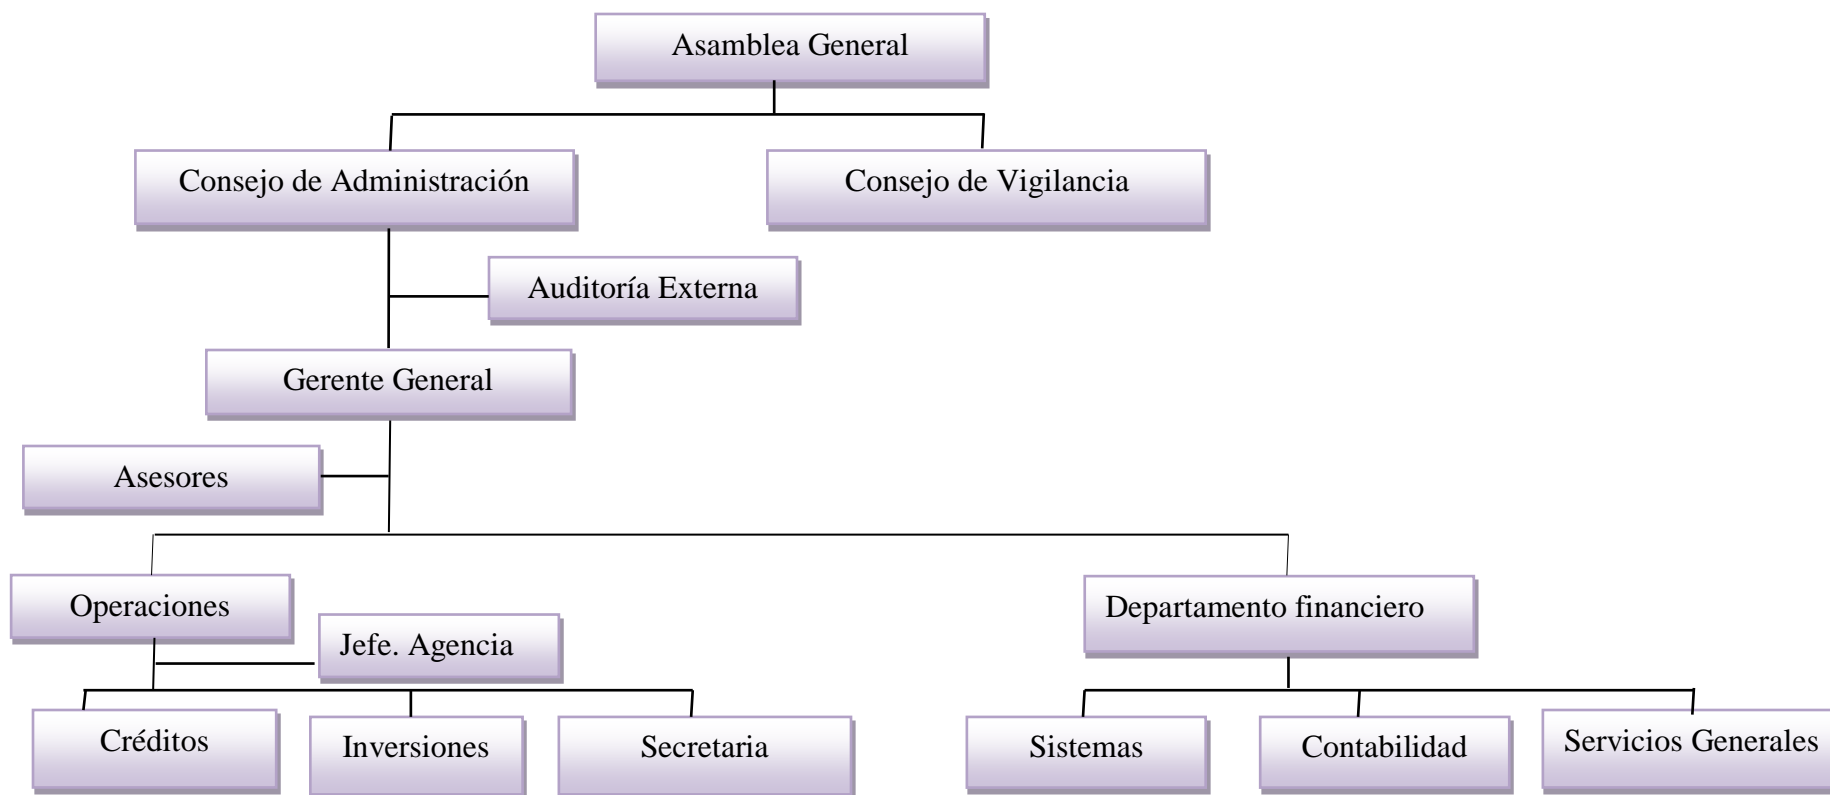 Asamblea General
Consejo de Administración
Consejo de Vigilancia
Auditoría Externa
Gerente General
Asesores
Operaciones
Departamento financiero
Jefe. Agencia
Créditos
Inversiones
Secretaria
Sistemas
Contabilidad
Servicios Generales